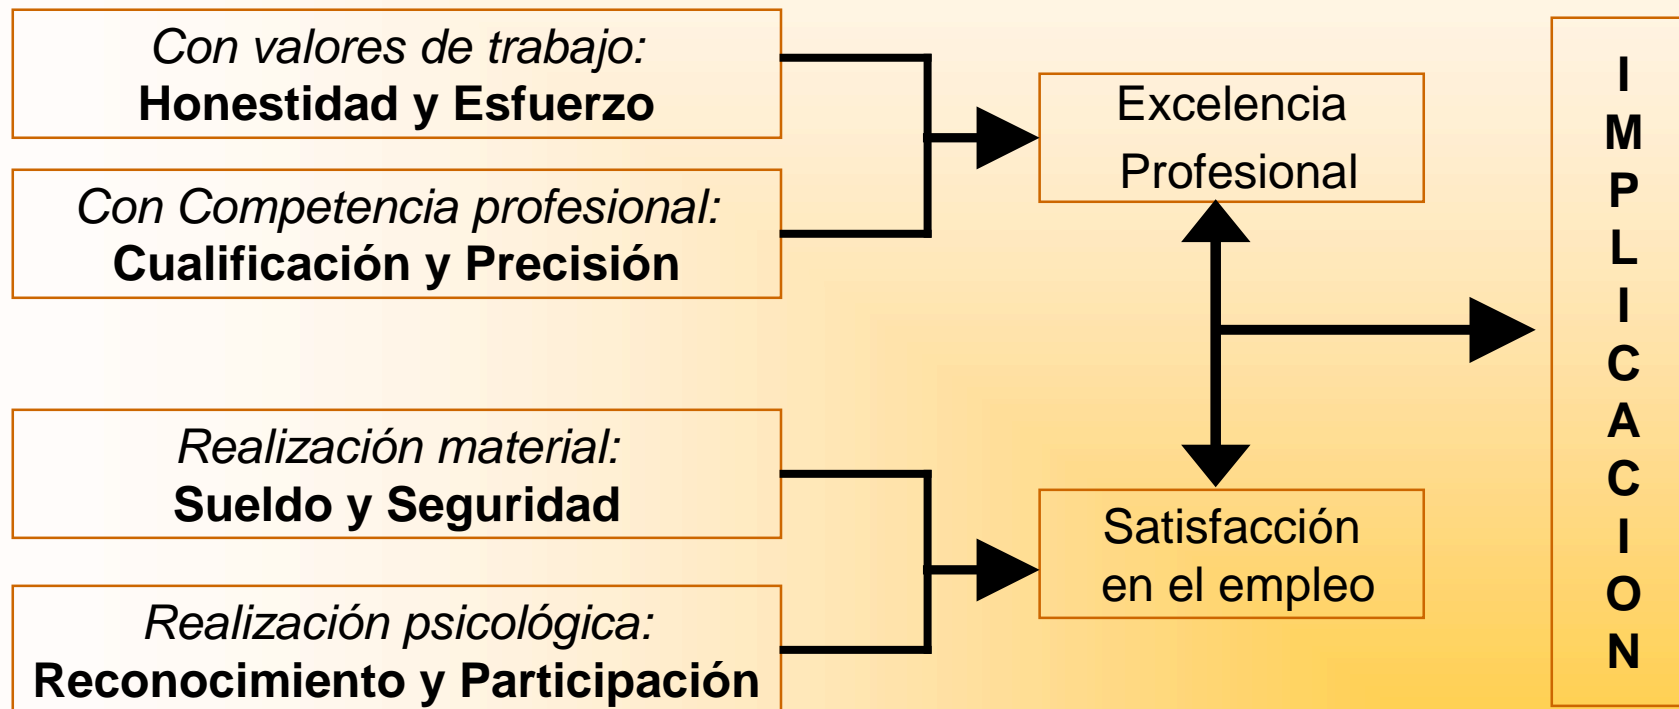 Con valores de trabajo:
Honestidad y Esfuerzo
Con Competencia profesional:
Cualificación y Precisión
Excelencia
Profesional
Realización material:
Sueldo y Seguridad
Realización psicológica:
Reconocimiento y Participación
Satisfacción
en el empleo
I
M
P
L
I
C
A
C
I
O
N